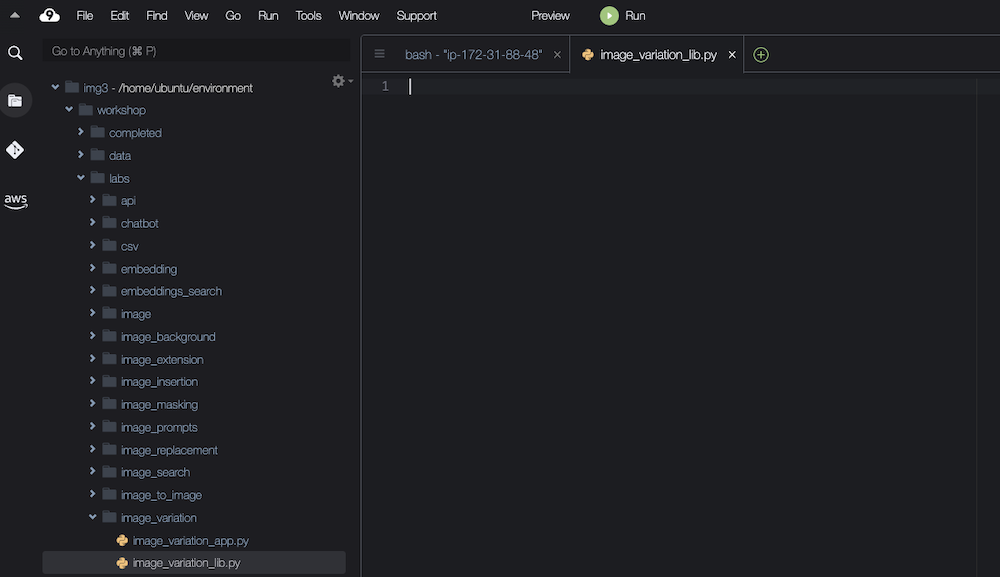 9 File Edit Find View Go Run Tools Window Support Preview Run
Go to Anything (⌘ P)
bash - "ip-172-31-88-48" × image_variation_lib.py ×
1
img3 - /home/ubuntu/environment
workshop
completed
data
labs
api
chatbot
csv
embedding
embeddings_search
image
image_background
image_extension
image_insertion
image_masking
image_prompts
image_replacement
image_search
image_to_image
image_variation
image_variation_app.py
image_variation_lib.py
aws